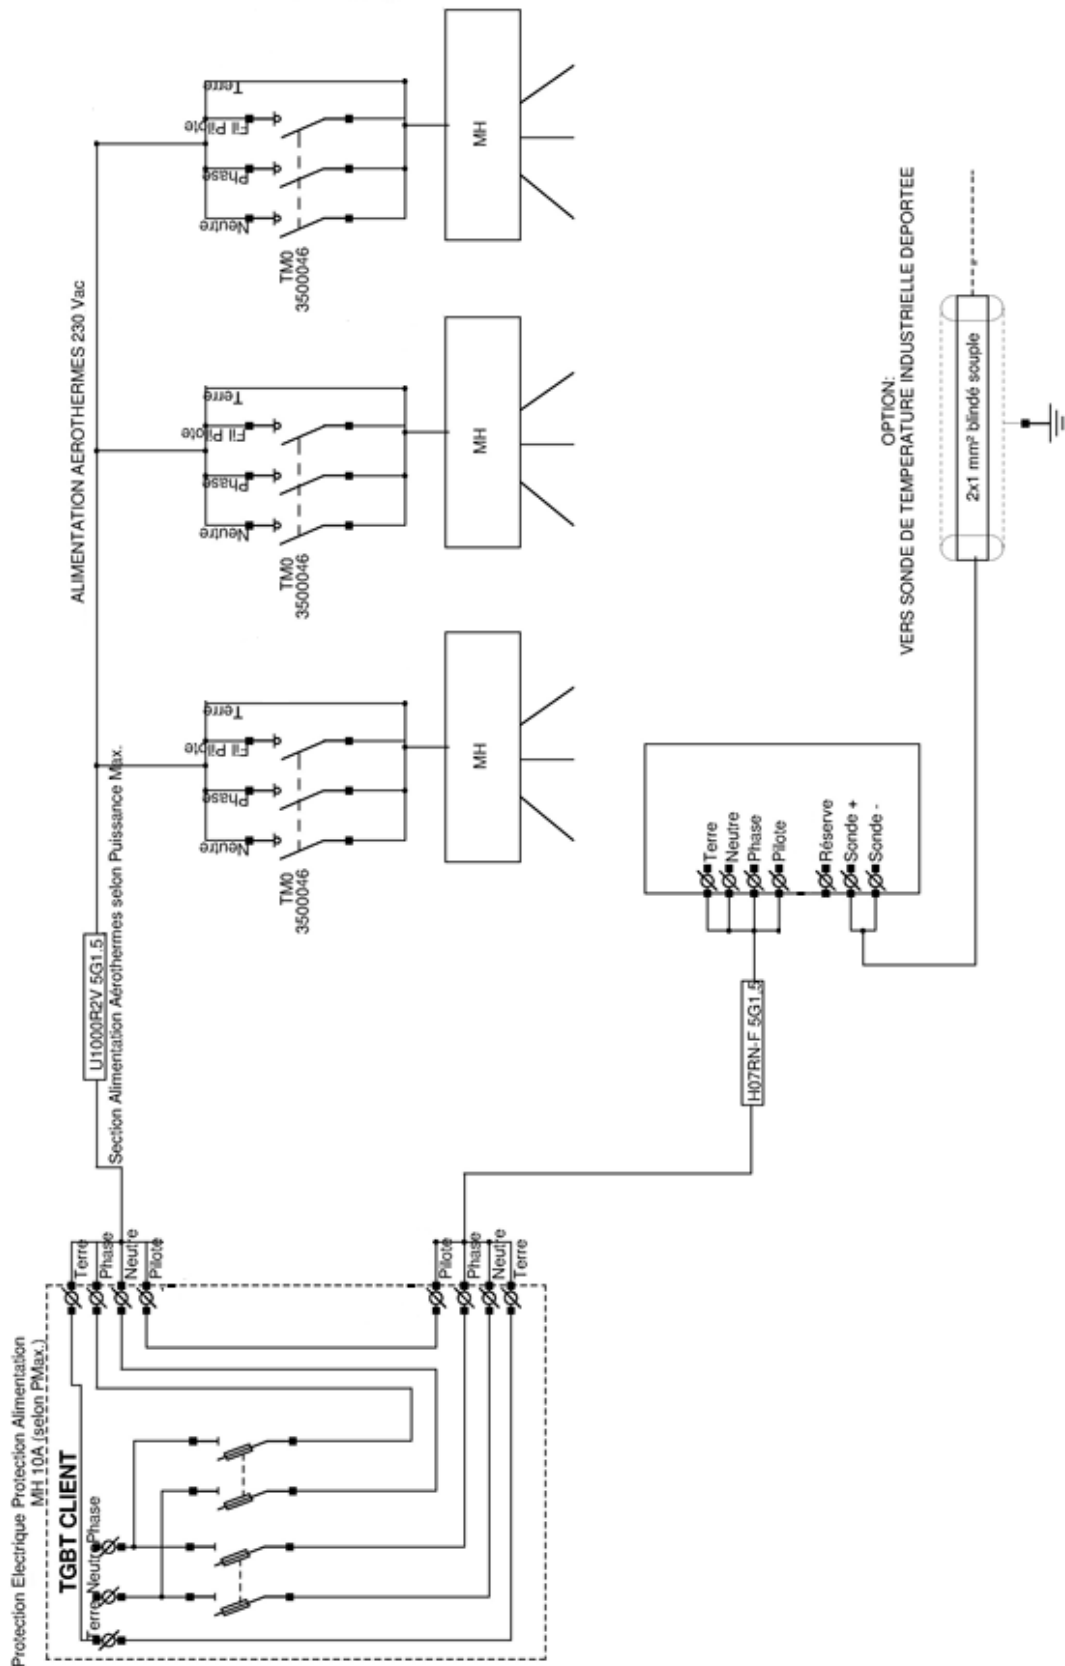 Protection Electrique Protection Alimentation
MH 10A (selon PMax.)
TGBT CLIENT
Terre
Neutre
Phase
Terre
Phase
Neutre
Pilote
Pilote
Phase
Neutre
Terre
U1000R2V 5G1.5
Section Alimentation Aérothermes selon Puissance Max.
ALIMENTATION AEROTHERMES 230 Vac
Neutre
Phase
Fil Pilote
Terre
TM0
3500046
MH
Neutre
Phase
Fil Pilote
Terre
TM0
3500046
MH
Neutre
Phase
Fil Pilote
Terre
TM0
3500046
MH
H07RN-F 5G1.5
Terre
Neutre
Phase
Pilote
Réserve
Sonde +
Sonde -
OPTION:
VERS SONDE DE TEMPERATURE INDUSTRIELLE DEPORTEE
2x1 mm² blindé souple